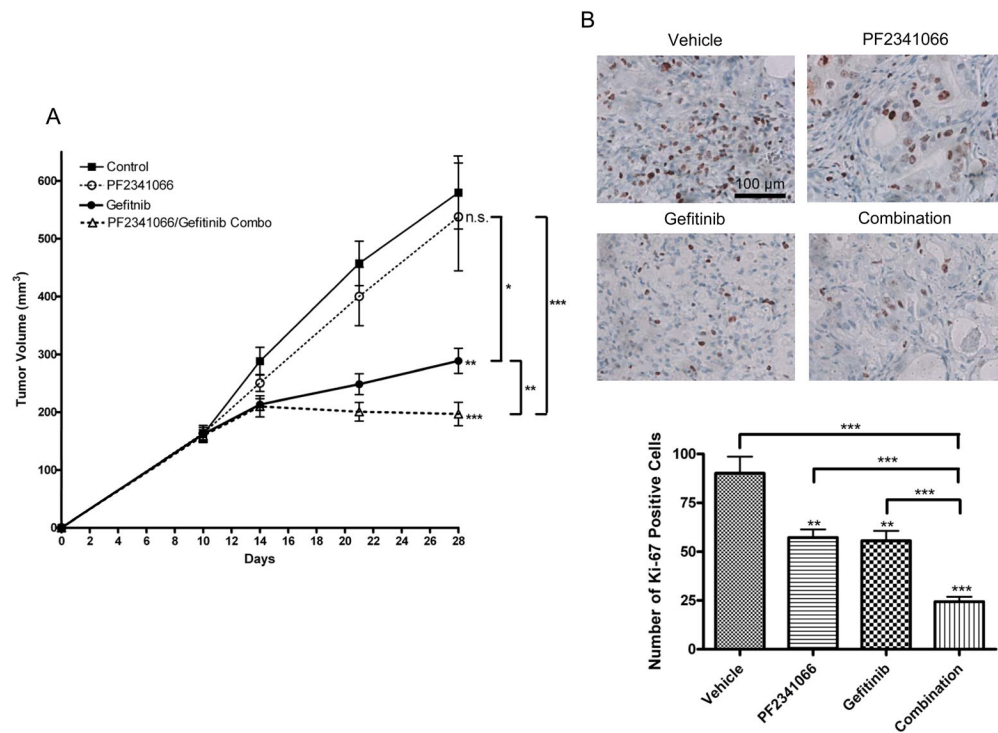 A
Control
PF2341066
Gefitnib
PF2341066/Gefitinib Combo
600
500
400
300
200
100
0
Tumor Volume (mm3)
n.s.
*
***
**
**
***
0 2 4 6 8 10 12 14 16 18 20 22 24 26 28
Days
B
Vehicle
PF2341066
100 µm
Gefitinib
Combination
Number of Ki-67 Positive Cells
100
75
50
25
0
***
***
***
**
**
***
Vehicle
PF2341066
Gefitinib
Combination